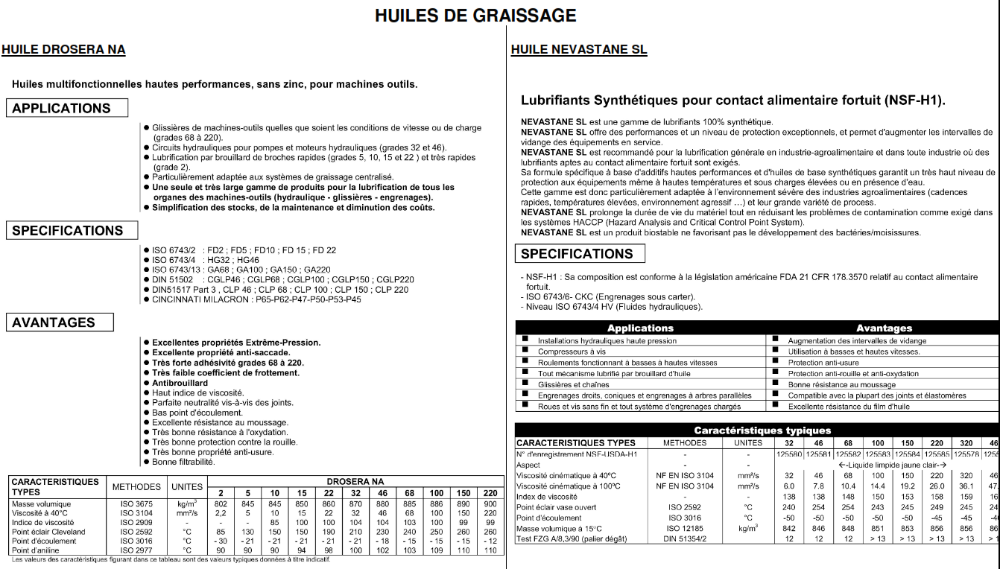 HUILES DE GRAISSAGE
HUILE DROSERA NA
Huiles multifonctionnelles hautes performances, sans zinc, pour machines outils.
APPLICATIONS
● Glissières de machines-outils quelles que soient les conditions de vitesse ou de charge
(grades 68 à 220).
● Circuits hydrauliques pour pompes et moteurs hydrauliques (grades 32 et 46).
● Lubrification par brouillard de broches rapides (grades 5, 10, 15 et 22 ) et très rapides
(grade 2).
● Particulièrement adaptée aux systèmes de graissage centralisé.
● Une seule et très large gamme de produits pour la lubrification de tous les
organes des machines-outils (hydraulique - glissières - engrenages).
● Simplification des stocks, de la maintenance et diminution des coûts.
SPECIFICATIONS
● ISO 6743/2 : FD2 ; FD5 ; FD10 ; FD 15 ; FD 22
● ISO 6743/4 : HG32 ; HG46
● ISO 6743/13 : GA68 ; GA100 ; GA150 ; GA220
● DIN 51502 : CGLP46 ; CGLP68 ; CGLP100 ; CGLP150 ; CGLP220
● DIN51517 Part 3 , CLP 46 ; CLP 68 ; CLP 100 ; CLP 150 ; CLP 220
● CINCINNATI MILACRON : P65-P62-P47-P50-P53-P45
AVANTAGES
● Excellentes propriétés Extrême-Pression.
● Excellente propriété anti-saccade.
● Très forte adhésivité grades 68 à 220.
● Très faible coefficient de frottement.
● Antibrouillard
● Haut indice de viscosité.
● Parfaite neutralité vis-à-vis des joints.
● Bas point d'écoulement.
● Excellente résistance au moussage.
● Très bonne résistance à l'oxydation.
● Très bonne protection contre la rouille.
● Très bonne propriété anti-usure.
● Bonne filtrabilité.
CARACTERISTIQUES TYPES METHODES UNITES DROSERA NA
2 5 10 15 22 32 46 68 100 150 220
Masse volumique ISO 3675 kg/m³ 802 845 845 850 860 870 880 885 886 890 900
Viscosité à 40°C ISO 3104 mm²/s 2,2 5 10 15 22 32 46 68 100 150 220
Indice de viscosité ISO 2909 - - - 85 100 100 104 104 103 100 99 99
Point éclair Cleveland ISO 2592 °C 85 130 150 150 190 210 230 240 250 260 260
Point d'écoulement ISO 3016 °C - 30 - 21 - 21 - 21 - 21 - 21 - 18 - 15 - 15 - 15 - 12
Point d'aniline ISO 2977 °C 90 90 90 94 98 100 102 103 109 110 110
Les valeurs des caractéristiques figurant dans ce tableau sont des valeurs typiques données à titre indicatif.
HUILE NEVASTANE SL
Lubrifiants Synthétiques pour contact alimentaire fortuit (NSF-H1).
NEVASTANE SL est une gamme de lubrifiants 100% synthétique.
NEVASTANE SL offre des performances et un niveau de protection exceptionnels, et permet d'augmenter les intervalles de
vidange des équipements en service.
NEVASTANE SL est recommandé pour la lubrification générale en industrie-agroalimentaire et dans toute industrie où des
lubrifiants aptes au contact alimentaire fortuit sont exigés.
Sa formule spécifique à base d'additifs hautes performances et d'huiles de base synthétiques garantit un très haut niveau de
protection aux équipements même à hautes températures et sous charges élevées ou en présence d'eau.
Cette gamme est donc particulièrement adaptée à l'environnement sévère des industries agroalimentaires (cadences
rapides, températures élevées, environnement agressif …) et leur grande variété de process.
NEVASTANE SL prolonge la durée de vie du matériel tout en réduisant les problèmes de contamination comme exigé dans
les systèmes HACCP (Hazard Analysis and Critical Control Point System).
NEVASTANE SL est un produit biostable ne favorisant pas le développement des bactéries/moisissures.
SPECIFICATIONS
- NSF-H1 : Sa composition est conforme à la législation américaine FDA 21 CFR 178.3570 relatif au contact alimentaire
fortuit.
- ISO 6743/6- CKC (Engrenages sous carter).
- Niveau ISO 6743/4 HV (Fluides hydrauliques).
Applications Avantages
■ Installations hydrauliques haute pression ■ Augmentation des intervalles de vidange
■ Compresseurs à vis ■ Utilisation à basses et hautes vitesses.
■ Roulements fonctionnant à basses à hautes vitesses ■ Protection anti-usure
■ Tout mécanisme lubrifié par brouillard d'huile ■ Protection anti-rouille et anti-oxydation
■ Glissières et chaînes ■ Bonne résistance au moussage
■ Engrenages droits, coniques et engrenages à arbres parallèles ■ Compatible avec la plupart des joints et élastomères
■ Roues et vis sans fin et tout système d'engrenages chargés ■ Excellente résistance du film d'huile
Caractéristiques typiques
CARACTERISTIQUES TYPES METHODES UNITES 32 46 68 100 150 220 320 46
N° d'enregistrement NSF-USDA-H1 - - 125580 125581 125582 125583 125584 125585 125578 1255
Aspect - - <-Liquide limpide jaune clair->
Viscosité cinématique à 40°C NF EN ISO 3104 mm²/s 32 46 68 100 150 220 320 46
Viscosité cinématique à 100°C NF EN ISO 3104 mm²/s 6.0 7.8 10.4 14.4 19.2 26.0 36.1 47.
Index de viscosité - - 138 138 148 150 153 158 159 16
Point éclair vase ouvert ISO 2592 °C 240 254 254 243 245 249 245 24
Point d'écoulement ISO 3016 °C -50 -50 -50 -50 -50 -45 -45 -4
Masse volumique à 15°C ISO 12185 kg/m³ 842 846 848 851 853 856 856 86
Test FZG A/8,3/90 (palier dégât) DIN 51354/2 12 12 12 > 13 > 13 > 13 > 13 > 1